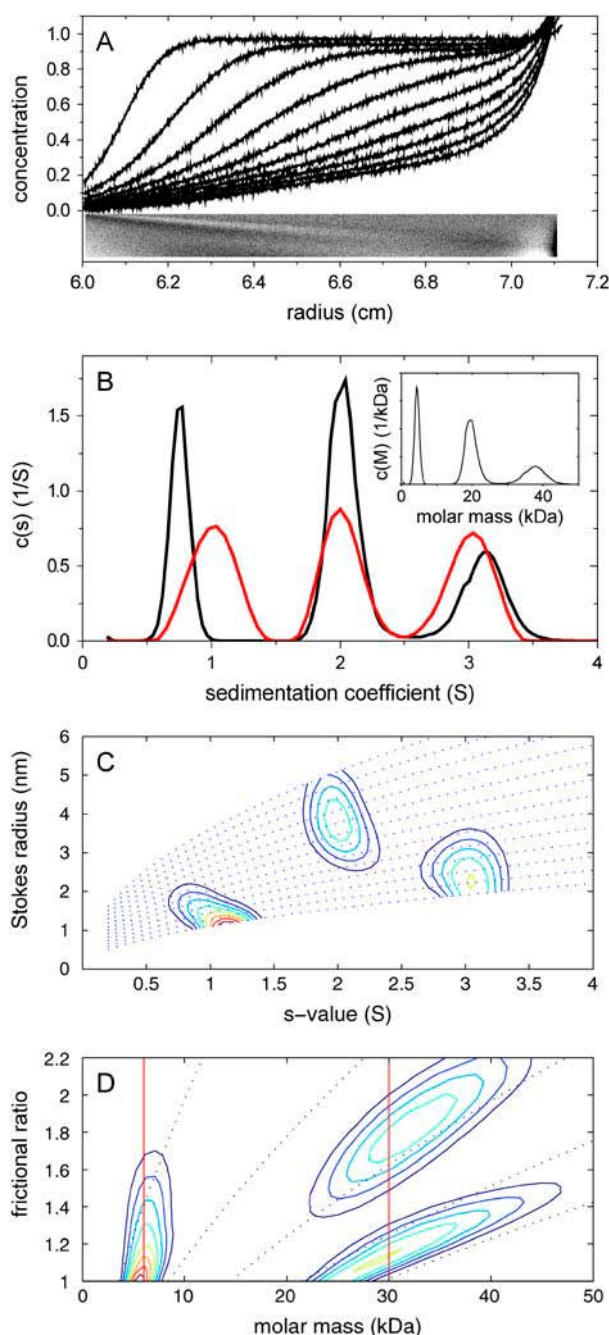 A
concentration
1.0
0.8
0.6
0.4
0.2
0.0
6.0 6.2 6.4 6.6 6.8 7.0 7.2
radius (cm)
B
c(s) (1/S)
1.5
1.0
0.5
0.0
c(M) (1/kDa)
0 20 40
molar mass (kDa)
0 1 2 3 4
sedimentation coefficient (S)
C
Stokes radius (nm)
6
5
4
3
2
1
0
0.5 1 1.5 2 2.5 3 3.5 4
s-value (S)
D
frictional ratio
2.2
2
1.8
1.6
1.4
1.2
1
0 10 20 30 40 50
molar mass (kDa)